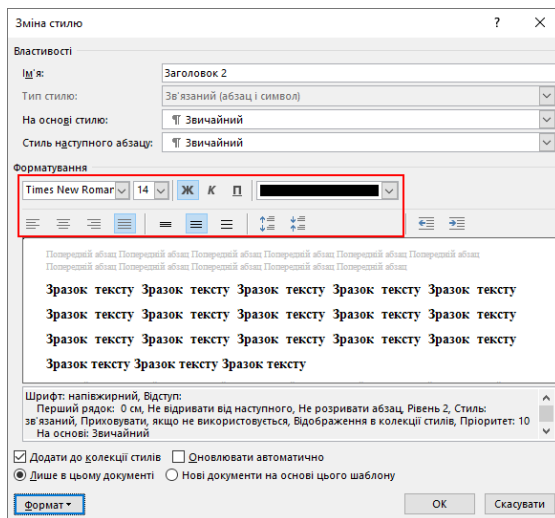 Зміна стилю ? ×
Властивості
Ім'я: Заголовок 2
Тип стилю: Зв'язаний (абзац і символ)
На основі стилю: ¶ Звичайний
Стиль наступного абзацу: ¶ Звичайний
Форматування
Times New Romar 14 Ж К П
Попередній абзац Попередній абзац Попередній абзац Попередній абзац Попередній абзац Попередній абзац
Попередній абзац Попередній абзац Попередній абзац Попередній абзац Попередній абзац
Зразок тексту Зразок тексту Зразок тексту Зразок тексту Зразок тексту
Зразок тексту Зразок тексту Зразок тексту Зразок тексту Зразок тексту
Зразок тексту Зразок тексту Зразок тексту Зразок тексту Зразок тексту
Зразок тексту Зразок тексту Зразок тексту
Шрифт: напівжирний, Відступ:
Перший рядок: 0 см, Не відривати від наступного, Не розривати абзац, Рівень 2, Стиль:
зв'язаний, Приховувати, якщо не використовується, Відображення в колекції стилів, Пріоритет: 10
На основі: Звичайний
Додати до колекції стилів Оновлювати автоматично
Лише в цьому документі Нові документи на основі цього шаблону
Формат OK Скасувати